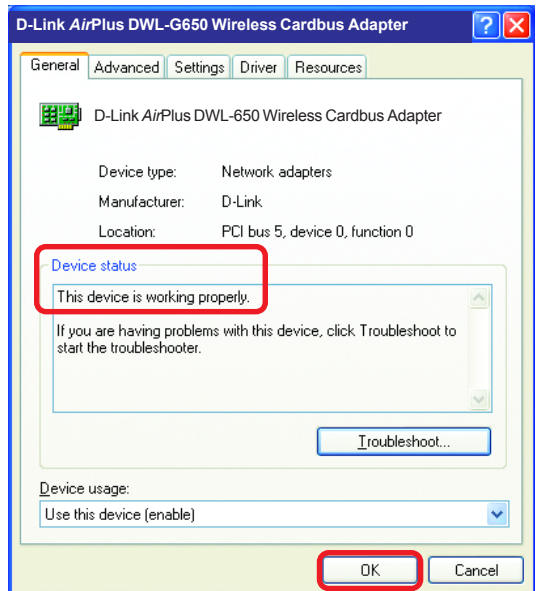 D-Link AirPlus DWL-G650 Wireless Cardbus Adapter
General Advanced Settings Driver Resources
D-Link AirPlus DWL-650 Wireless Cardbus Adapter
Device type: Network adapters
Manufacturer: D-Link
Location: PCI bus 5, device 0, function 0
Device status
This device is working properly.
If you are having problems with this device, click Troubleshoot to
start the troubleshooter.
Troubleshoot...
Device usage:
Use this device (enable)
OK Cancel